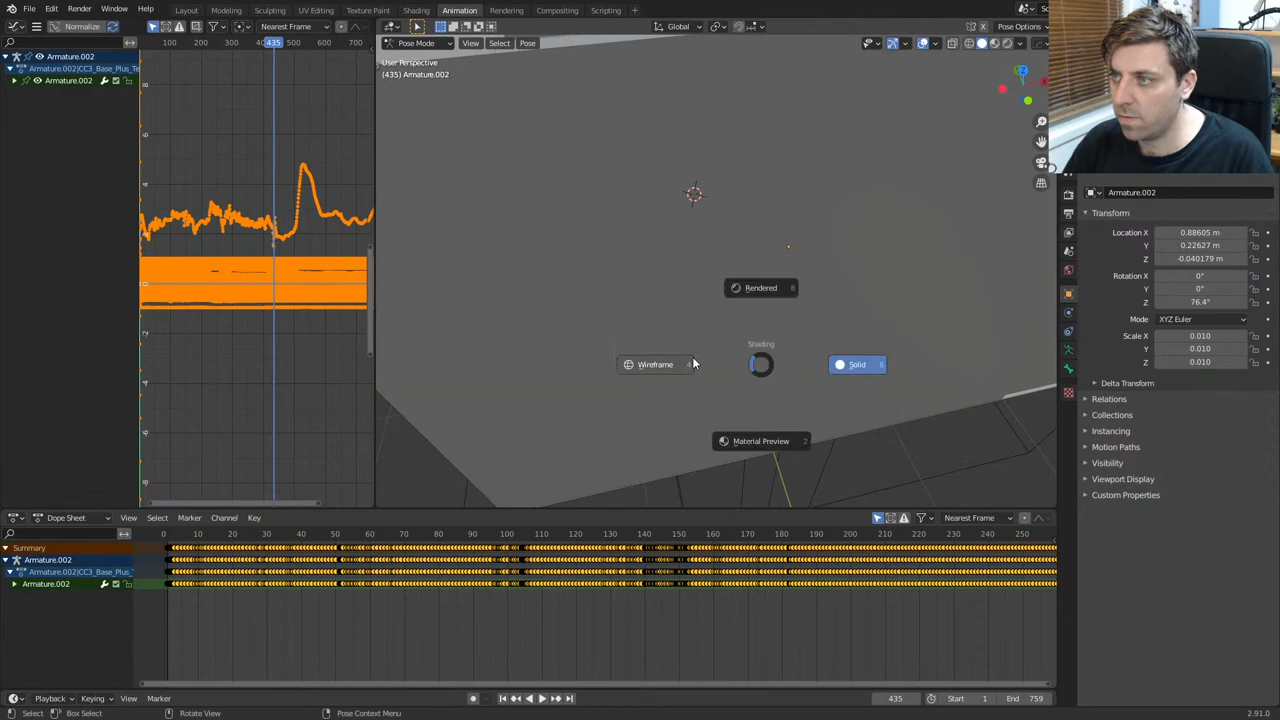 File Edit Render Window Help Layout Modeling Sculpting UV Editing Texture Paint Shading Animation Rendering Compositing Scripting
Normalize Nearest Frame Global Pose Options
100 435 500 600 700
Pose Mode View Select Pose
Armature.002
Armature.002|CC3_Base_Plus_Te
Armature.002
User Perspective
(435) Armature.002
Rendered 8
Shading
Wireframe 4
Solid 6
Material Preview 2
Armature.002
Transform
Location X 0.88605 m
Y 0.22627 m
Z -0.040179 m
Rotation X 0°
Y 0°
Z 76.4°
Mode XYZ Euler
Scale X 0.010
Y 0.010
Z 0.010
Delta Transform
Relations
Collections
Instancing
Motion Paths
Visibility
Viewport Display
Custom Properties
Dope Sheet View Select Marker Channel Key Nearest Frame
0 10 20 30 40 50 60 70 80 90 100 110 120 130 140 150 160 170 180 190 200 210 220 230 240 250
Summary
Armature.002
Armature.002|CC3_Base_Plus_
Armature.002
Playback Keying View Marker 435 Start 1 End 759
Select Box Select Rotate View Pose Context Menu 2.91.0